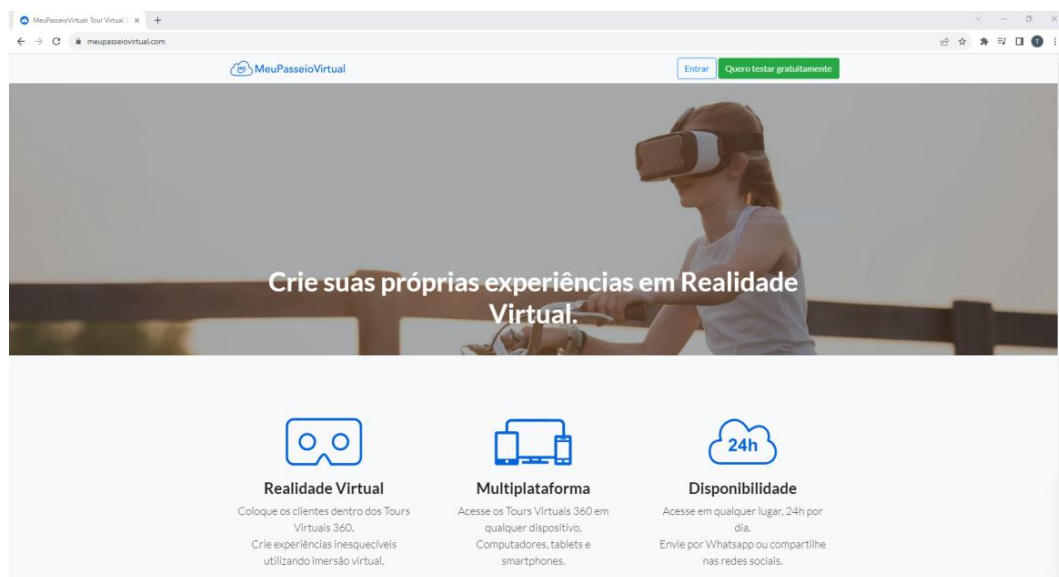 MeuPasseioVirtual: Tour Virtual
meupasseiovirtual.com
T
360
MeuPasseioVirtual
Entrar
Quero testar gratuitamente
Crie suas próprias experiências em Realidade
Virtual.
Realidade Virtual
Coloque os clientes dentro dos Tours
Virtuais 360.
Crie experiências inesquecíveis
utilizando imersão virtual.
Multiplataforma
Acesse os Tours Virtuais 360 em
qualquer dispositivo.
Computadores, tablets e
smartphones.
24h
Disponibilidade
Acesse em qualquer lugar, 24h por
dia.
Envie por Whatsapp ou compartilhe
nas redes sociais.